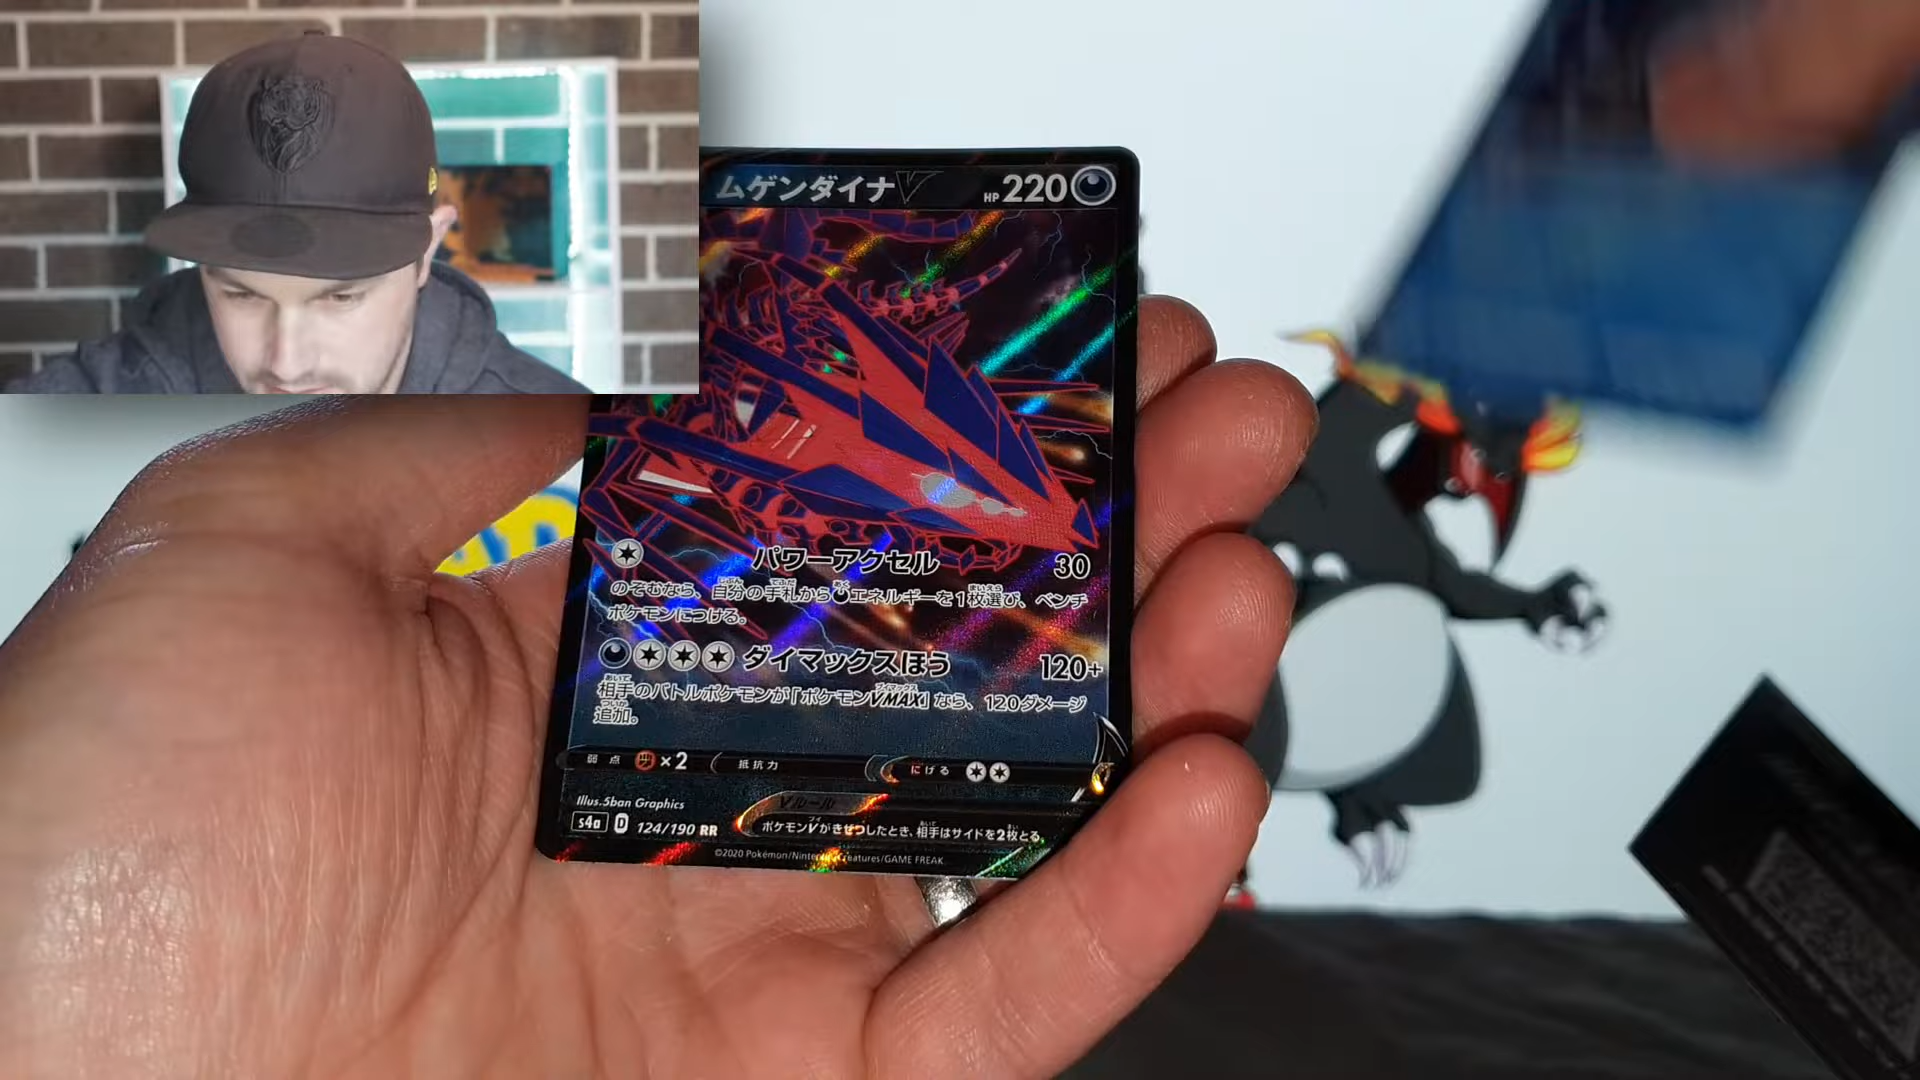 ムゲンダイナV HP 220
パワーアクセル 30
のぞむなら、自分の手札からエネルギーを1枚選び、ベンチ
ポケモンにつける。
ダイマックスほう 120+
相手のバトルポケモンが「ポケモンVMAX」なら、120ダメージ
追加。
弱点 ×2 抵抗力 にげる
Illus. 5ban Graphics
Vルール
s4a D 124/190 RR
ポケモンVがきぜつしたとき、相手はサイドを2枚とる。
©2020 Pokémon/Nintendo/Creatures/GAME FREAK